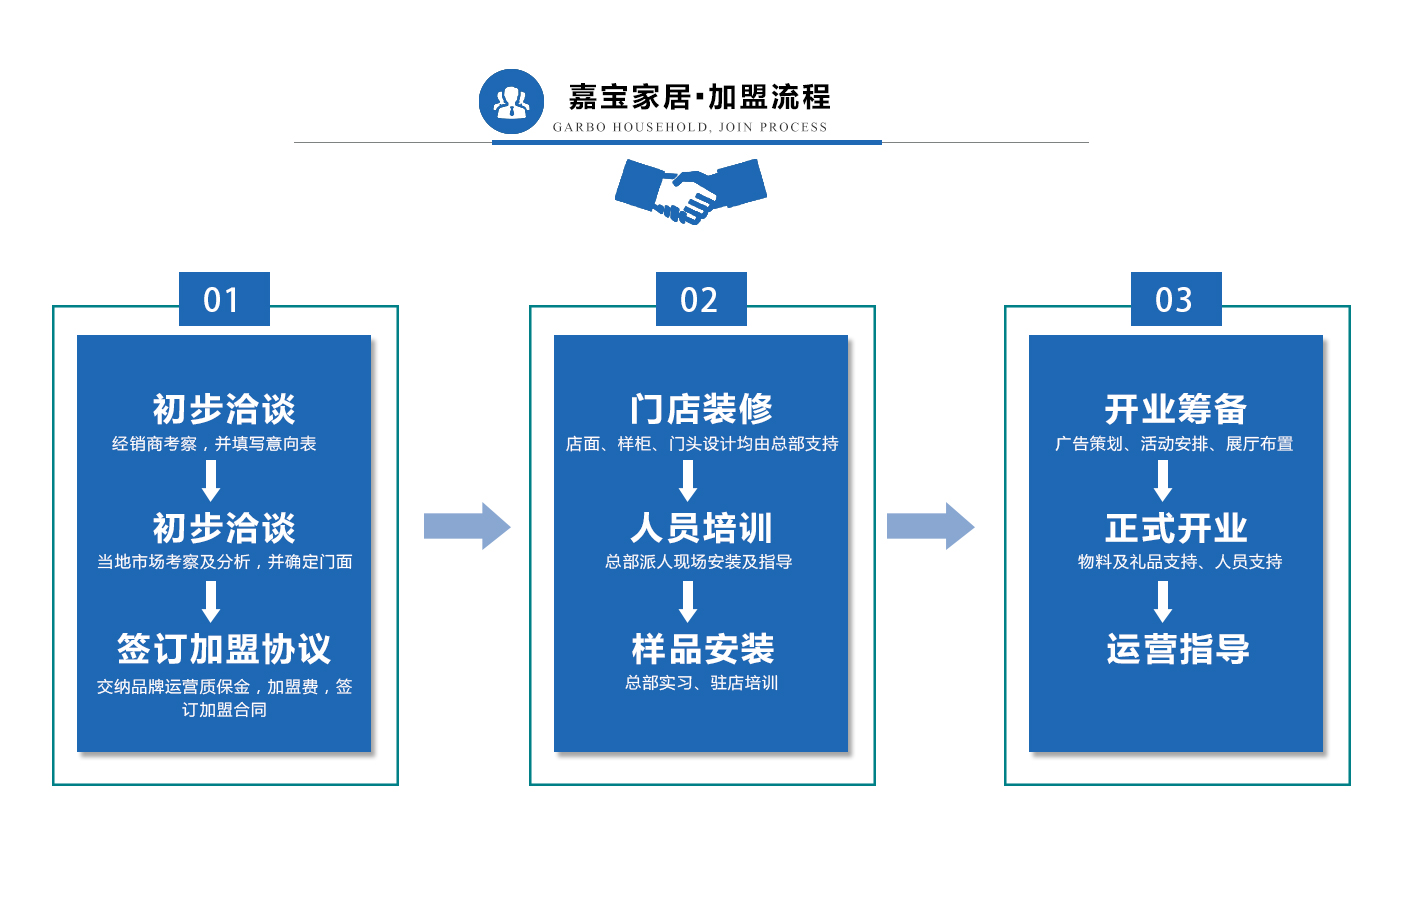 嘉宝家居·加盟流程
GARBO HOUSEHOLD, JOIN PROCESS
01
初步洽谈
经销商考察，并填写意向表
初步洽谈
当地市场考察及分析，并确定门面
签订加盟协议
交纳品牌运营质保金，加盟费，签
订加盟合同
02
门店装修
店面、样柜、门头设计均由总部支持
人员培训
总部派人现场安装及指导
样品安装
总部实习、驻店培训
03
开业筹备
广告策划、活动安排、展厅布置
正式开业
物料及礼品支持、人员支持
运营指导